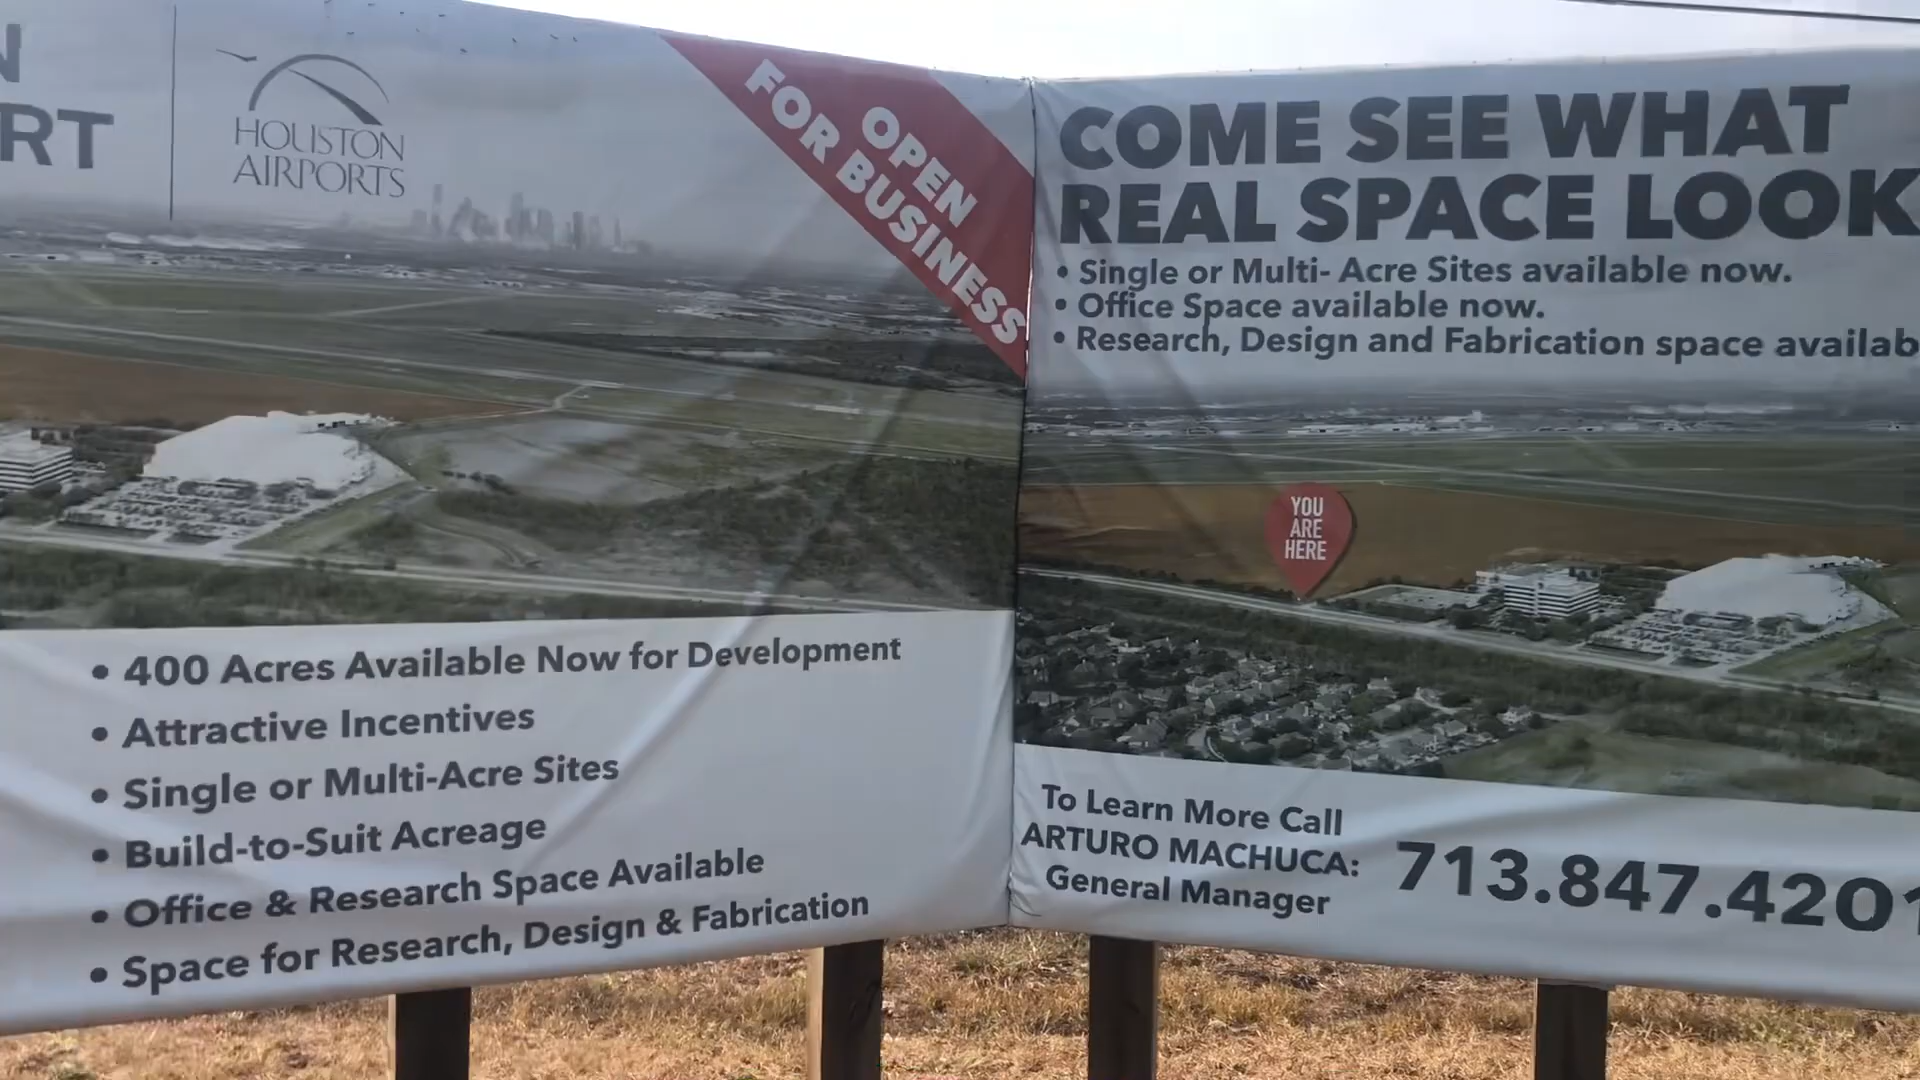 N
RT
HOUSTON
AIRPORTS
OPEN
FOR BUSINESS
• 400 Acres Available Now for Development
• Attractive Incentives
• Single or Multi-Acre Sites
• Build-to-Suit Acreage
• Office & Research Space Available
• Space for Research, Design & Fabrication
COME SEE WHAT
REAL SPACE LOOK
• Single or Multi- Acre Sites available now.
• Office Space available now.
• Research, Design and Fabrication space availab
YOU
ARE
HERE
To Learn More Call
ARTURO MACHUCA:
General Manager
713.847.4201